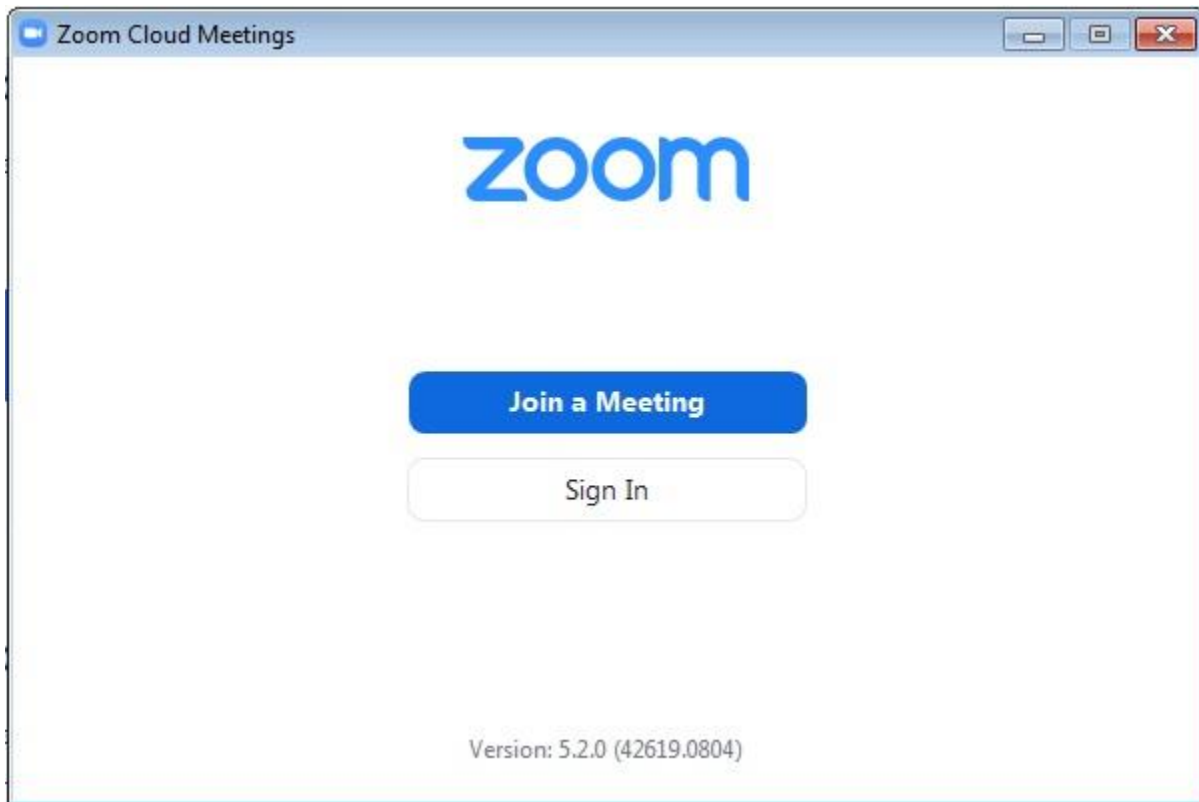 Zoom Cloud Meetings
zoom
Join a Meeting
Sign In
Version: 5.2.0 (42619.0804)